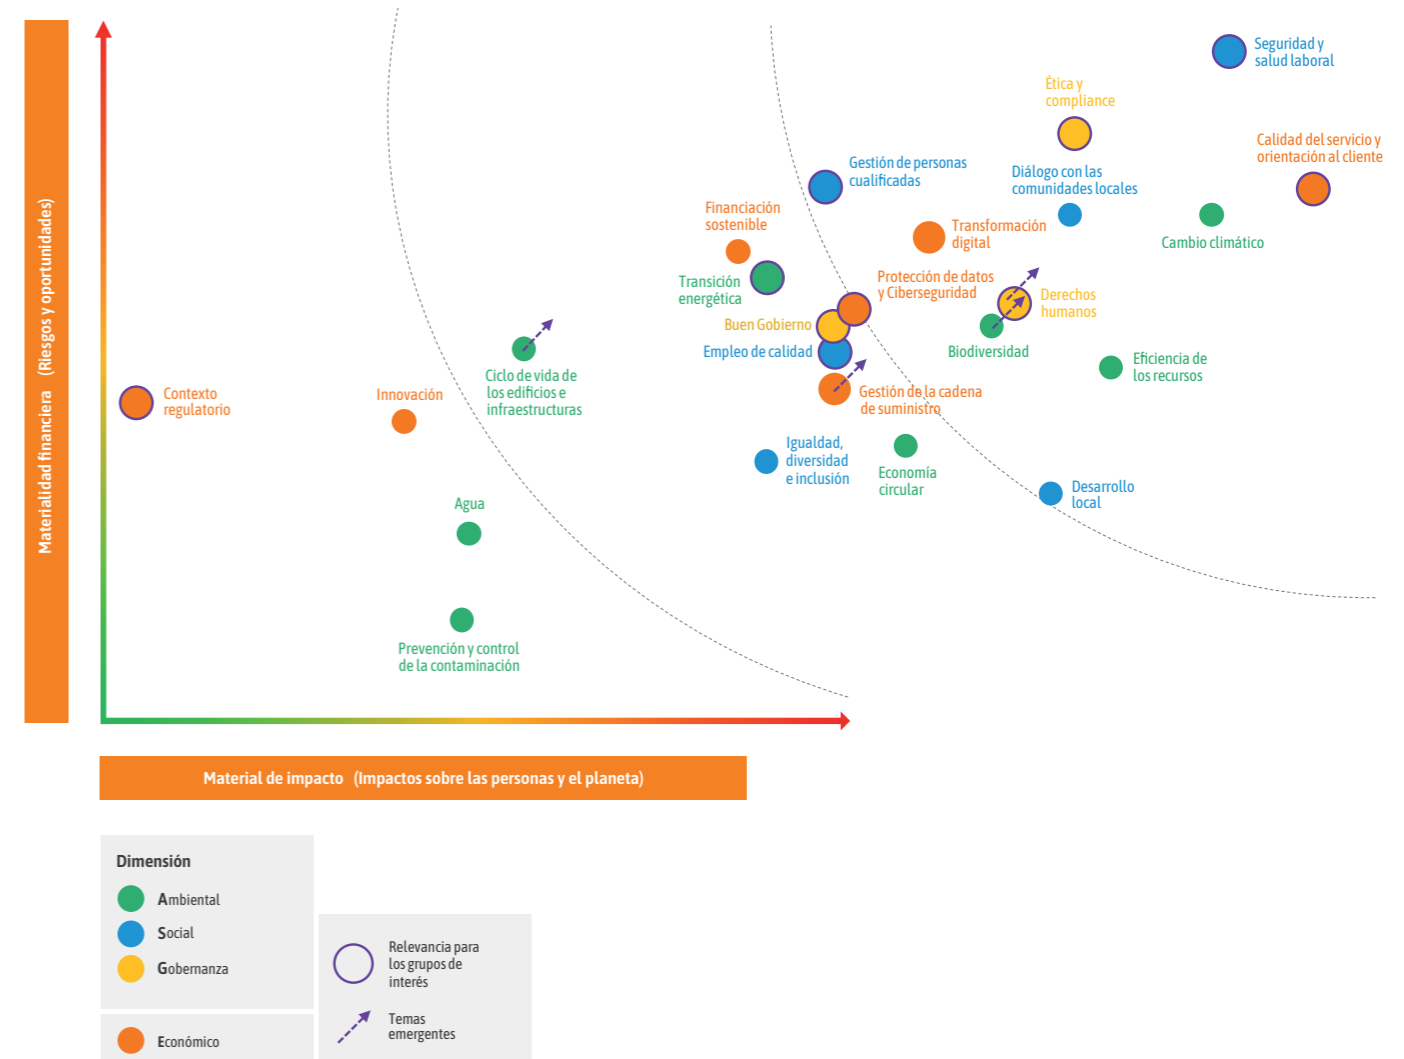 Materialidad financiera (Riesgos y oportunidades)
Seguridad y
salud laboral
Ética y
compliance
Calidad del servicio y
orientación al cliente
Gestión de personas
cualificadas
Diálogo con las
comunidades locales
Financiación
sostenible
Transformación
digital
Cambio climático
Transición
energética
Protección de datos
y Ciberseguridad
Derechos
humanos
Buen Gobierno
Empleo de calidad
Biodiversidad
Eficiencia de
los recursos
Ciclo de vida de
los edificios e
infraestructuras
Contexto
regulatorio
Innovación
Gestión de la cadena
de suministro
Igualdad,
diversidad
e inclusión
Economía
circular
Desarrollo
local
Agua
Prevención y control
de la contaminación
Material de impacto (Impactos sobre las personas y el planeta)
Dimensión
Ambiental
Social
Gobernanza
Económico
Relevancia para
los grupos de
interés
Temas
emergentes